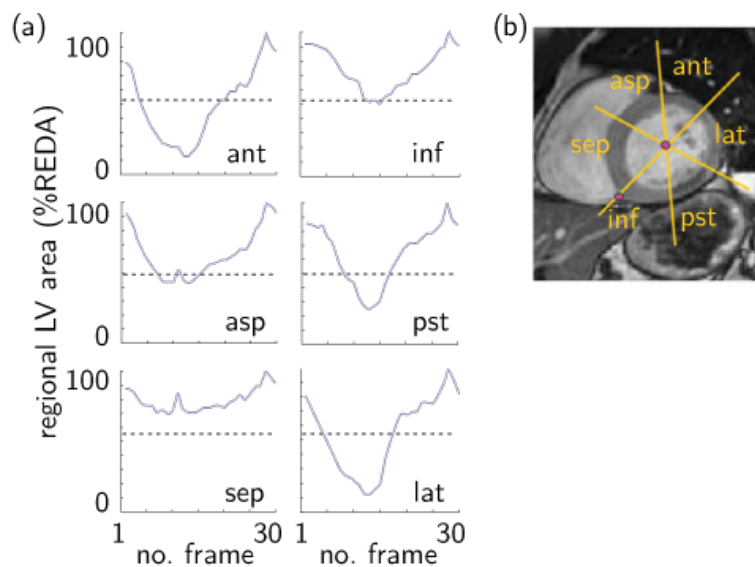 (a)
(b)
regional LV area (%REDA)
100
0
ant
inf
100
0
asp
pst
100
0
sep
lat
1
30
1
30
no. frame
no. frame
asp
ant
sep
lat
inf
pst